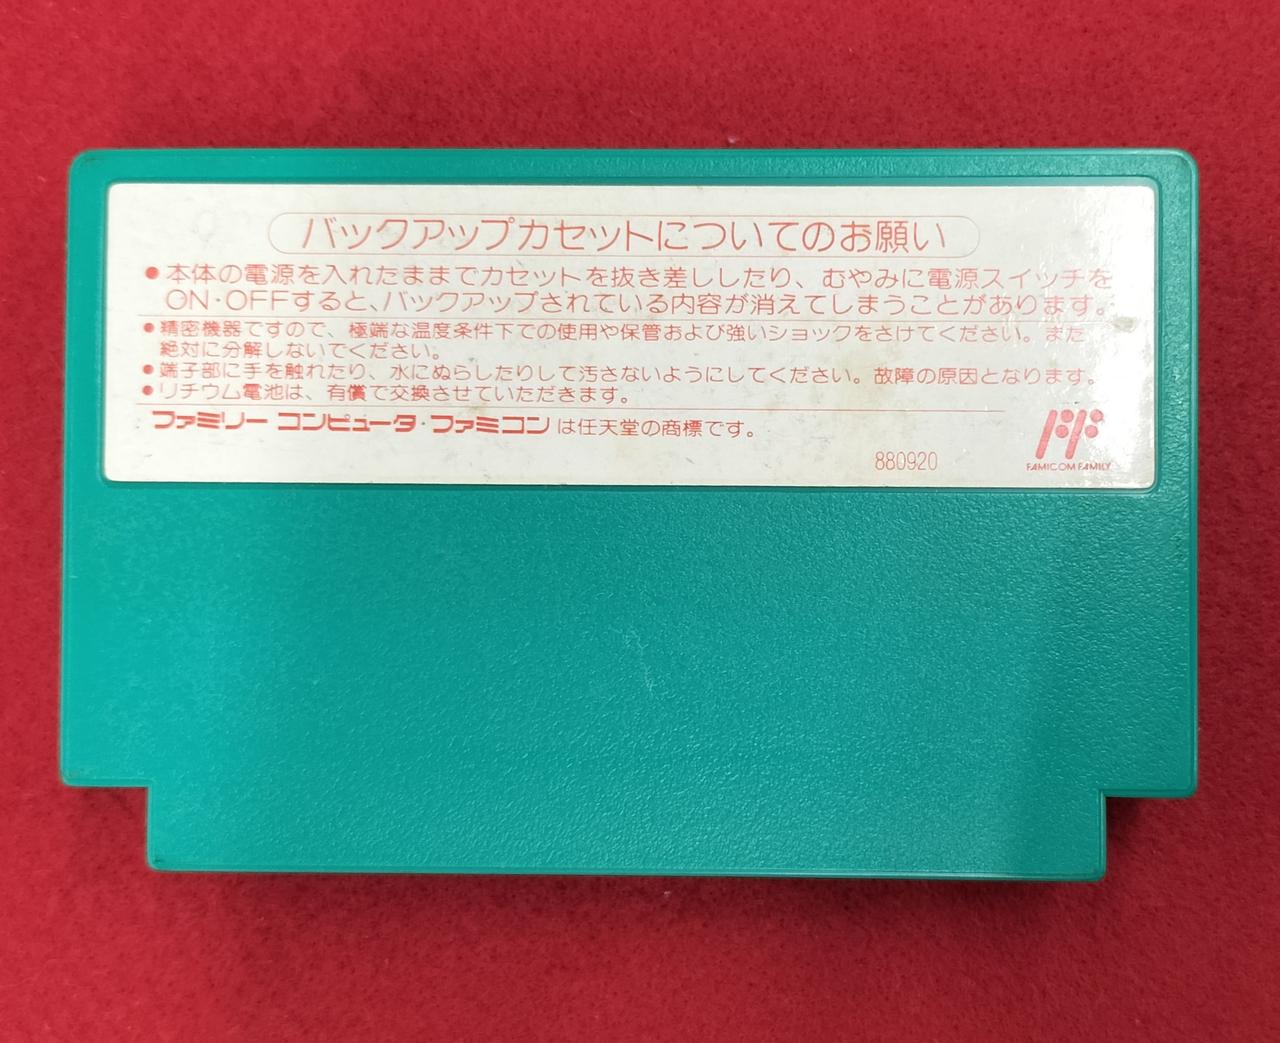 バックアップカセットについてのお願い
●本体の電源を入れたままでカセットを抜き差ししたり、むやみに電源スイッチを
ON・OFFすると、バックアップされている内容が消えてしまうことがあります。
●精密機器ですので、極端な温度条件下での使用や保管および強いショックをさけてください。また
絶対に分解しないでください。
●端子部に手を触れたり、水にぬらしたりして汚さないようにしてください。故障の原因となります。
●リチウム電池は、有償で交換させていただきます。
ファミリー コンピュータ・ファミコンは任天堂の商標です。
880920
FAMICOM FAMILY